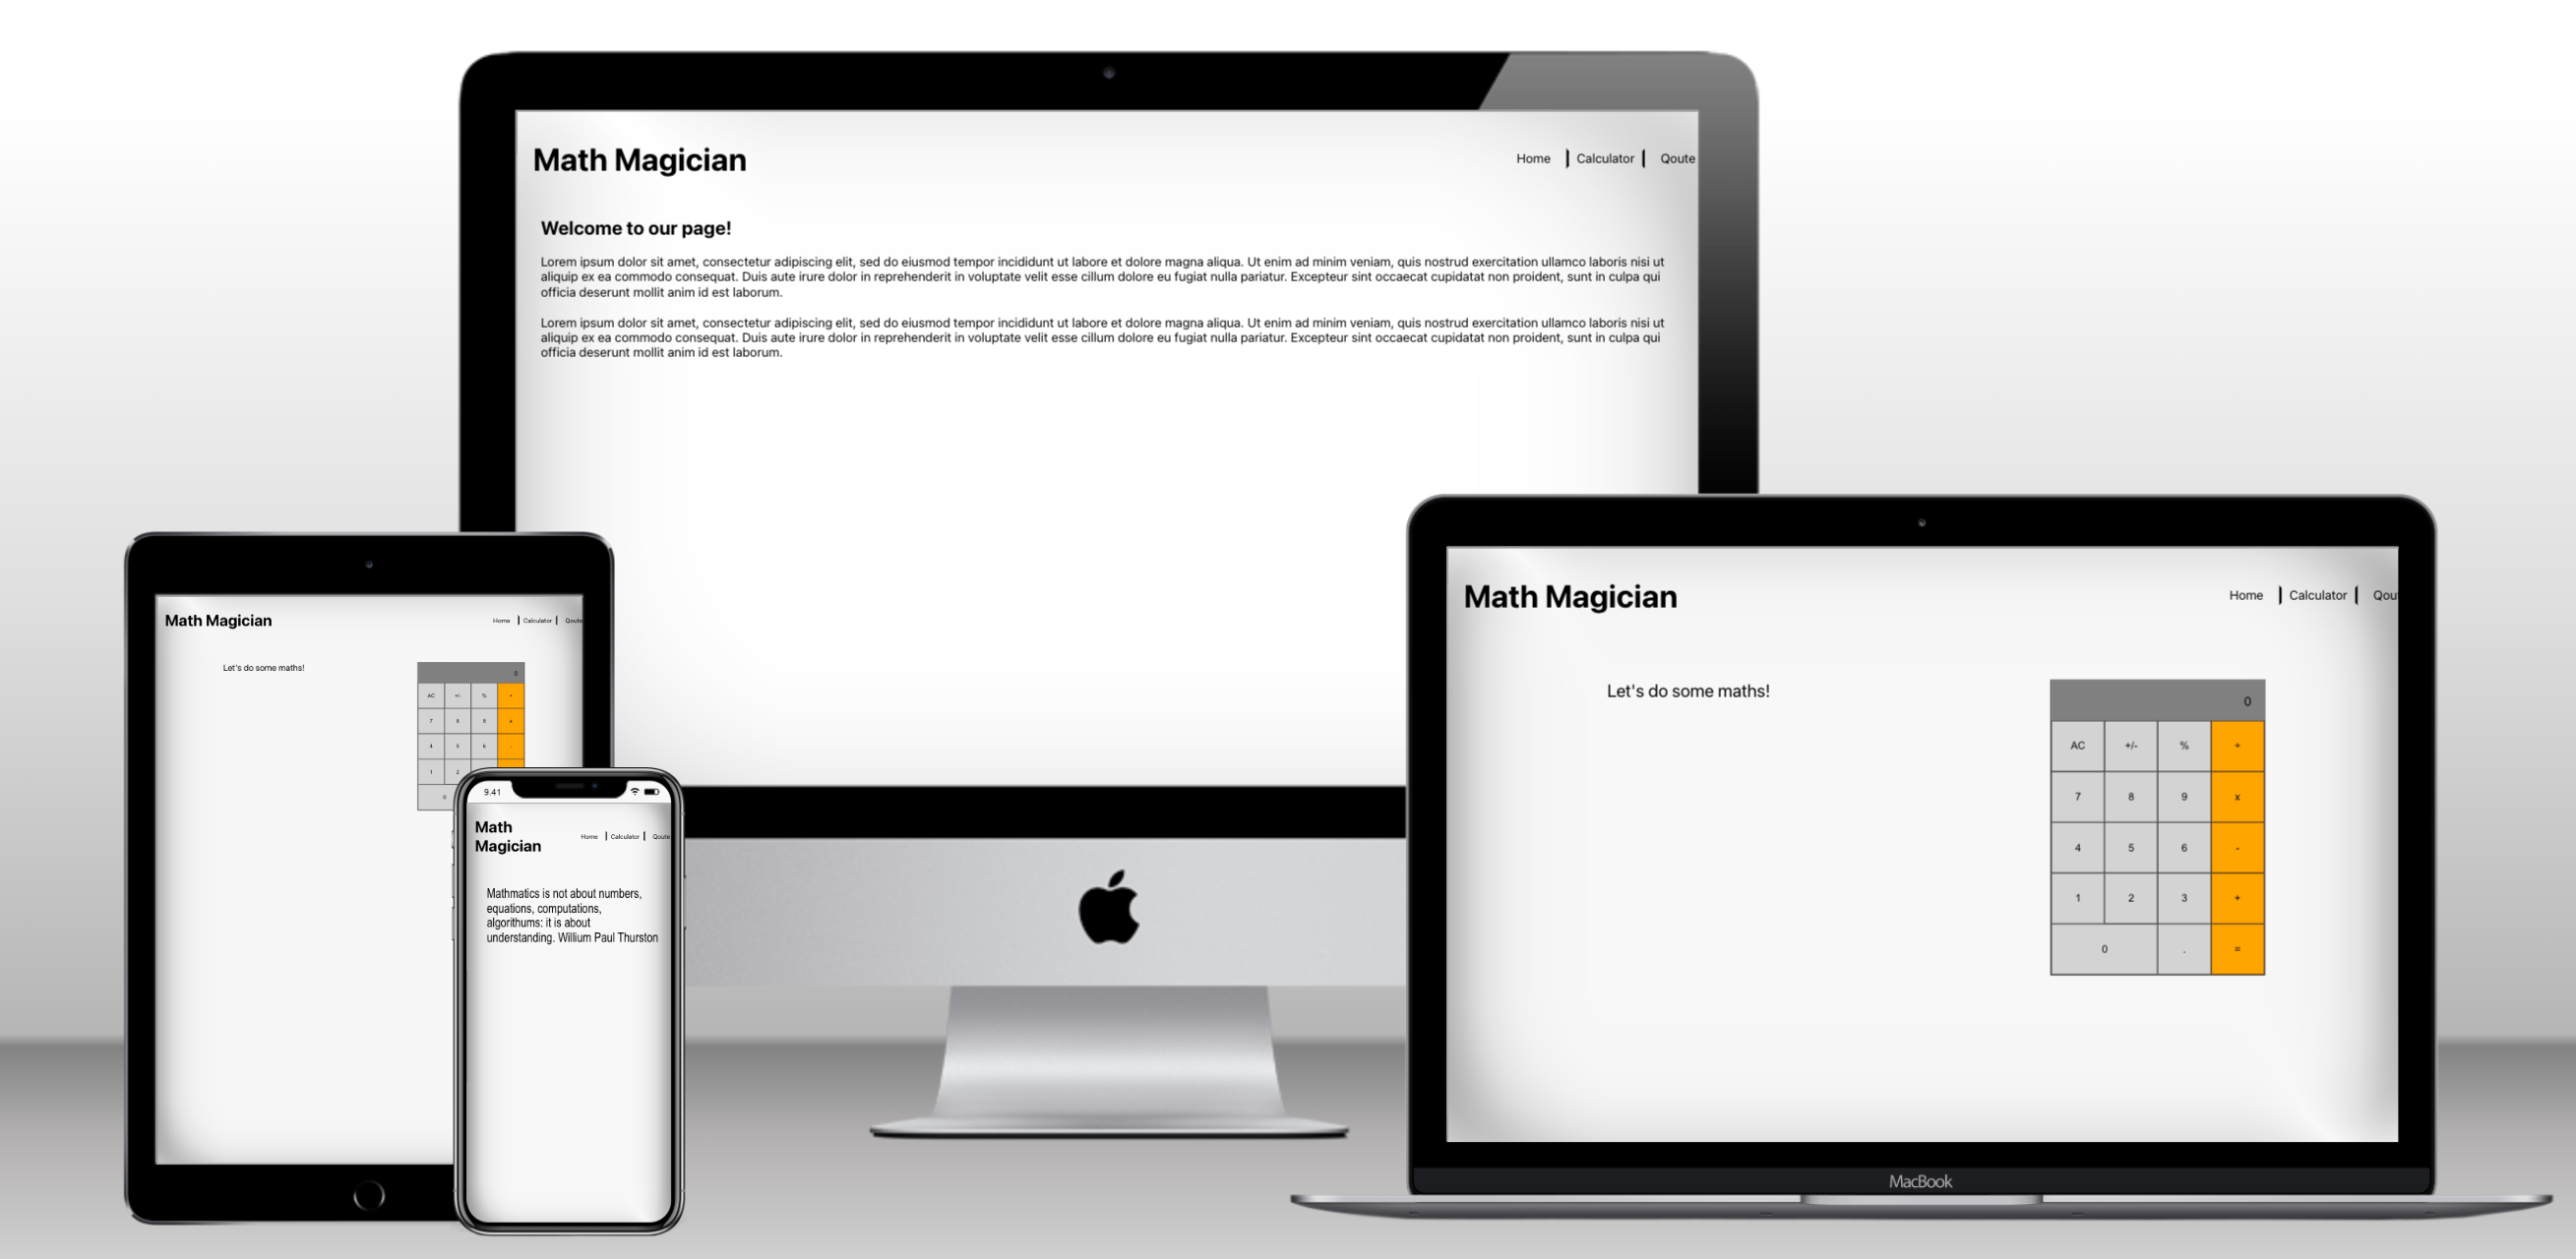 Math Magician
Home Calculator Qoute
Welcome to our page!
Lorem ipsum dolor sit amet, consectetur adipiscing elit, sed do eiusmod tempor incididunt ut labore et dolore magna aliqua. Ut enim ad minim veniam, quis nostrud exercitation ullamco laboris nisi ut
aliquip ex ea commodo consequat. Duis aute irure dolor in reprehenderit in voluptate velit esse cillum dolore eu fugiat nulla pariatur. Excepteur sint occaecat cupidatat non proident, sunt in culpa qui
officia deserunt mollit anim id est laborum.
Lorem ipsum dolor sit amet, consectetur adipiscing elit, sed do eiusmod tempor incididunt ut labore et dolore magna aliqua. Ut enim ad minim veniam, quis nostrud exercitation ullamco laboris nisi ut
aliquip ex ea commodo consequat. Duis aute irure dolor in reprehenderit in voluptate velit esse cillum dolore eu fugiat nulla pariatur. Excepteur sint occaecat cupidatat non proident, sunt in culpa qui
officia deserunt mollit anim id est laborum.
Math Magician
Home Calculator Qoute
Let's do some maths!
0
AC +/- % ÷
7 8 9 x
4 5 6 -
1 2
0
9.41
Math
Magician
Home Calculator Qoute
Mathmatics is not about numbers,
equations, computations,
algorithums: it is about
understanding. Willium Paul Thurston
Math Magician
Home Calculator Qou
Let's do some maths!
0
AC +/- % ÷
7 8 9 x
4 5 6 -
1 2 3 +
0 . =
MacBook